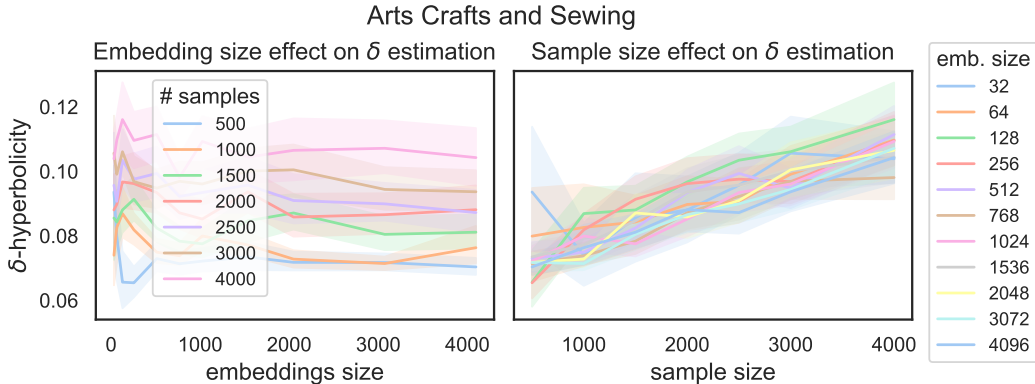 Arts Crafts and Sewing
Embedding size effect on δ estimation
Sample size effect on δ estimation
δ-hyperbolicity
0.12
0.10
0.08
0.06
# samples
500
1000
1500
2000
2500
3000
4000
0 1000 2000 3000 4000
embeddings size
1000 2000 3000 4000
sample size
emb. size
32
64
128
256
512
768
1024
1536
2048
3072
4096